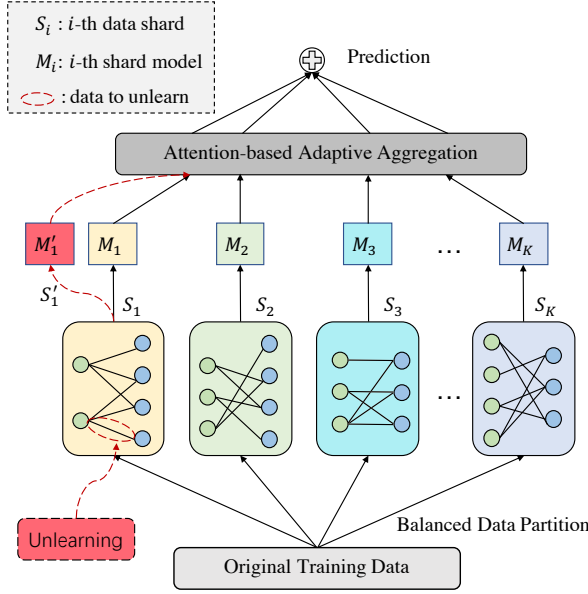 S_i : i-th data shard
M_i: i-th shard model
: data to unlearn
Prediction
Attention-based Adaptive Aggregation
M'_1 M_1 M_2 M_3 ... M_K
S'_1 S_1 S_2 S_3 S_K
...
Unlearning
Balanced Data Partition
Original Training Data